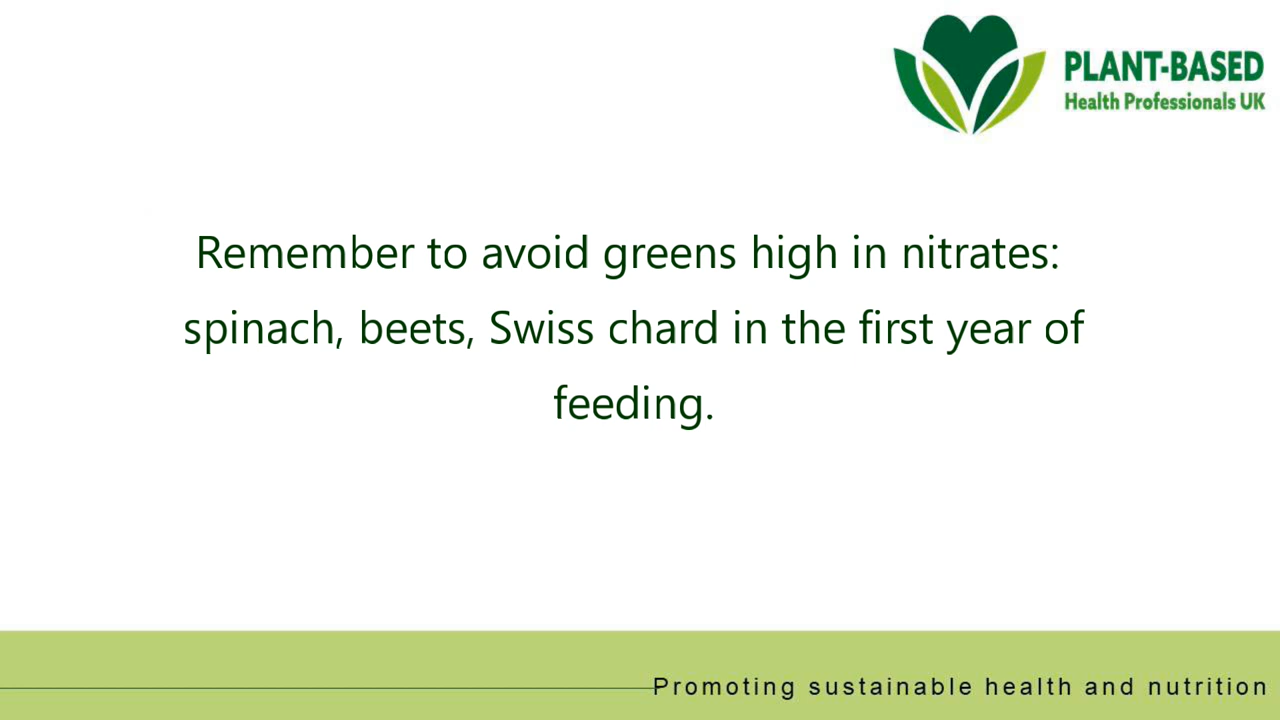 PLANT-BASED
Health Professionals UK
Remember to avoid greens high in nitrates:
spinach, beets, Swiss chard in the first year of
feeding.
Promoting sustainable health and nutrition